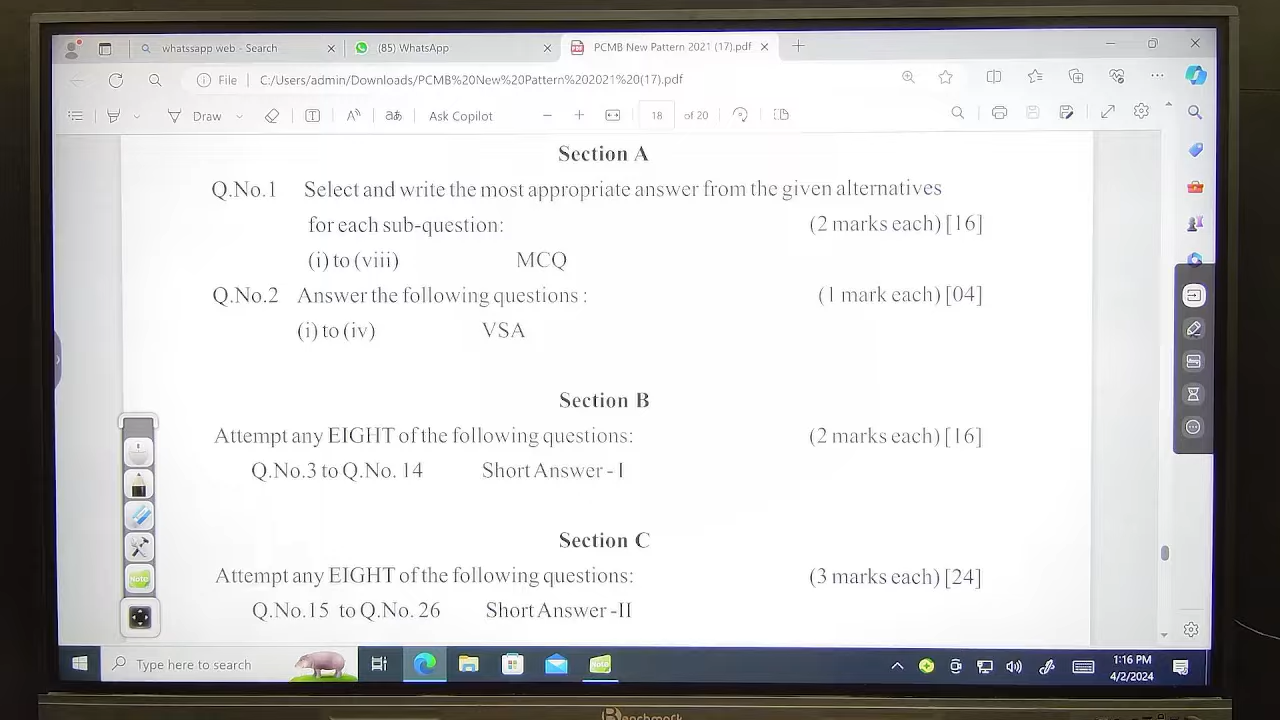 whatssapp web - Search
(85) WhatsApp
PCMB New Pattern 2021 (17).pdf
File
C:/Users/admin/Downloads/PCMB%20New%20Pattern%202021%20(17).pdf
Draw
Ask Copilot
18 of 20
Section A
Q.No.1 Select and write the most appropriate answer from the given alternatives
for each sub-question: (2 marks each) [16]
(i) to (viii) MCQ
Q.No.2 Answer the following questions : (1 mark each) [04]
(i) to (iv) VSA
Section B
Attempt any EIGHT of the following questions: (2 marks each) [16]
Q.No.3 to Q.No. 14 Short Answer - I
Section C
Attempt any EIGHT of the following questions: (3 marks each) [24]
Q.No.15 to Q.No. 26 Short Answer -II
Note
Type here to search
Note
1:16 PM
4/2/2024
Benchmark